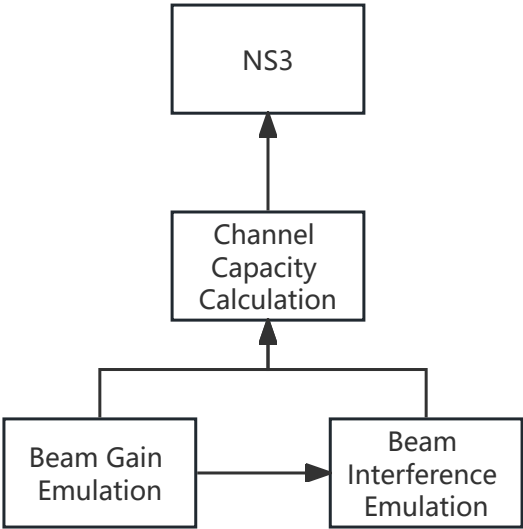 NS3
Channel
Capacity
Calculation
Beam Gain
Emulation
Beam
Interference
Emulation